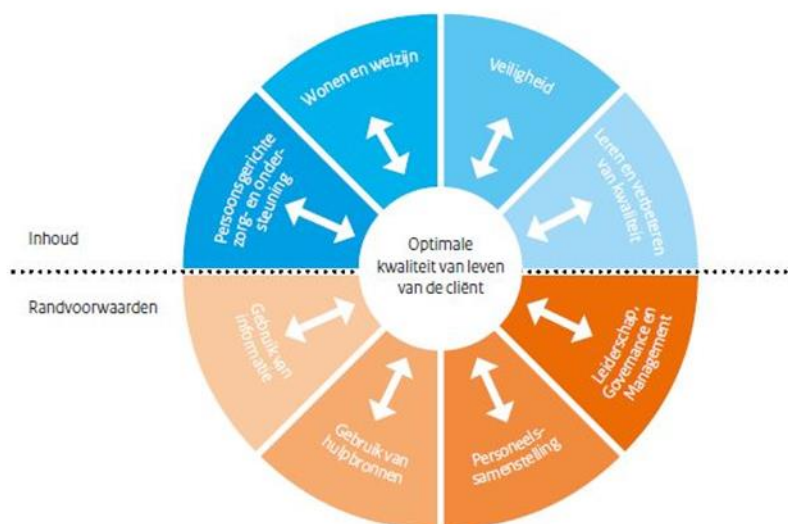 Wonen en welzijn
Veiligheid
Persoonsgerichte
zorg- en onder-
steuning
Leren en verbeteren
van kwaliteit
Inhoud
Optimale
kwaliteit van leven
van de cliënt
Randvoorwaarden
Gebruik van
informatie
Leiderschap,
Governance en
Management
Gebruik van
hulpbronnen
Personeels-
samenstelling